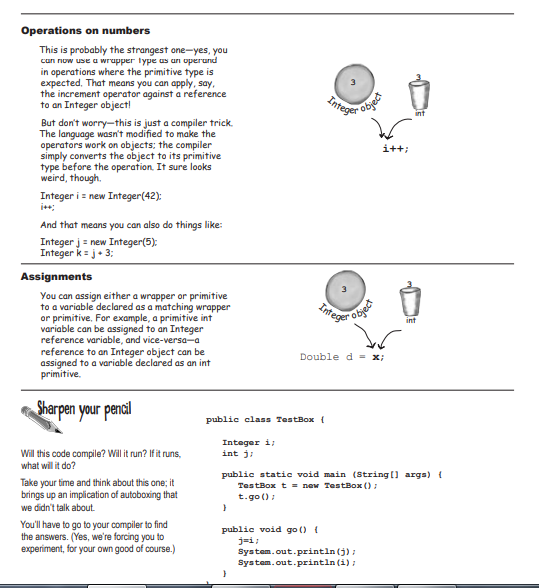 Operations on numbers
This is probably the strangest one—yes, you
can now use a wrapper type as an operand
in operations where the primitive type is
expected. That means you can apply, say,
the increment operator against a reference
to an Integer object!
But don't worry—this is just a compiler trick.
The language wasn't modified to make the
operators work on objects; the compiler
simply converts the object to its primitive
type before the operation. It sure looks
weird, though.
Integer i = new Integer(42);
i++;
And that means you can also do things like:
Integer j = new Integer(5);
Integer k = j + 3;
3
Integer object
3
int
i++;
Assignments
You can assign either a wrapper or primitive
to a variable declared as a matching wrapper
or primitive. For example, a primitive int
variable can be assigned to an Integer
reference variable, and vice-versa—a
reference to an Integer object can be
assigned to a variable declared as an int
primitive.
3
Integer object
3
int
Double d = x;
Sharpen your pencil
Will this code compile? Will it run? If it runs,
what will it do?
Take your time and think about this one; it
brings up an implication of autoboxing that
we didn't talk about.
You'll have to go to your compiler to find
the answers. (Yes, we're forcing you to
experiment, for your own good of course.)
public class TestBox {
Integer i;
int j;
public static void main (String[] args) {
TestBox t = new TestBox();
t.go();
}
public void go() {
j=i;
System.out.println(j);
System.out.println(i);
}